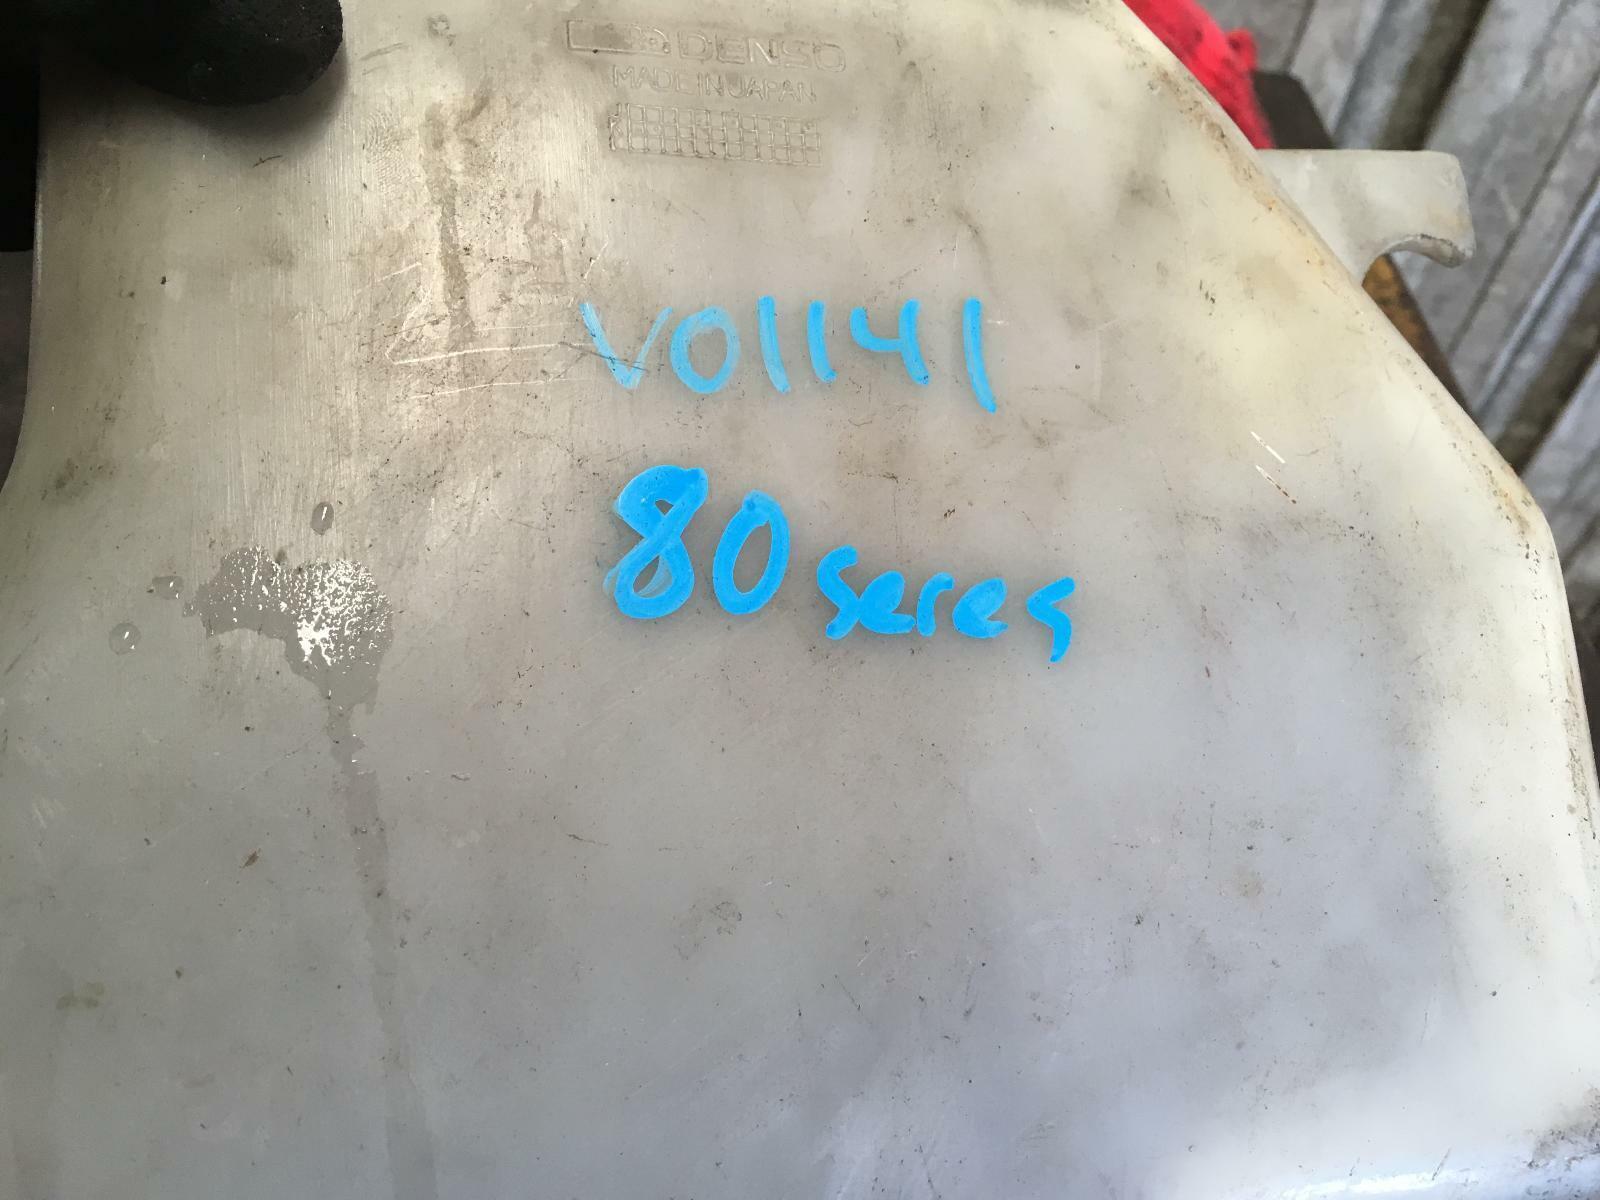 DENSO
MADE IN JAPAN
V01141
80 seres